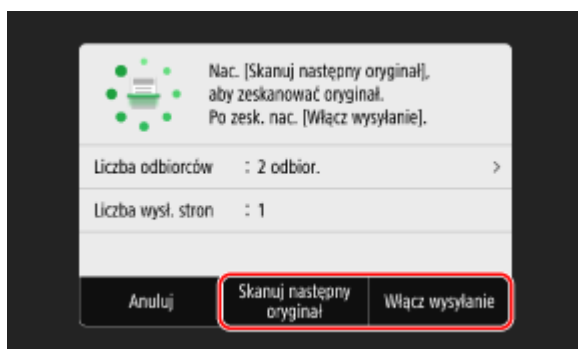 Nac. [Skanuj następny oryginał],
aby zeskanować oryginał.
Po zesk. nac. [Włącz wysyłanie].
Liczba odbiorców : 2 odbior. >
Liczba wysł. stron : 1
Anuluj
Skanuj następny
oryginał
Włącz wysyłanie